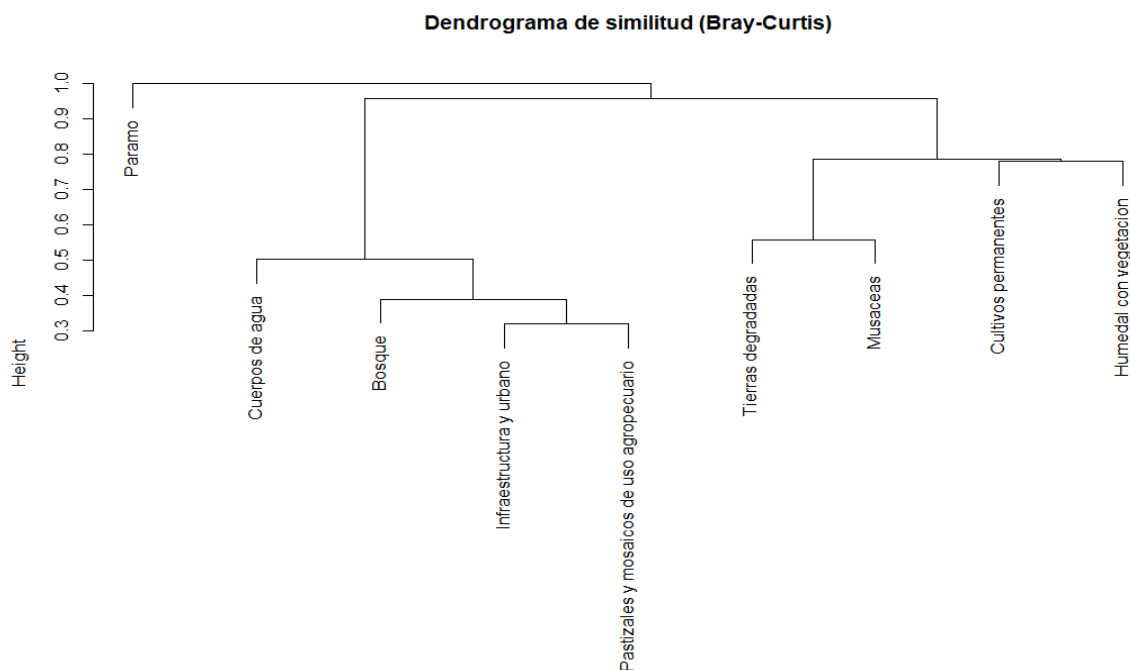 Dendrograma de similitud (Bray-Curtis)
Height
1.0
0.9
0.8
0.7
0.6
0.5
0.4
0.3
Paramo
Cuerpos de agua
Bosque
Infraestructura y urbano
Pastizales y mosaicos de uso agropecuario
Tierras degradadas
Musaceas
Cultivos permanentes
Humedal con vegetacion